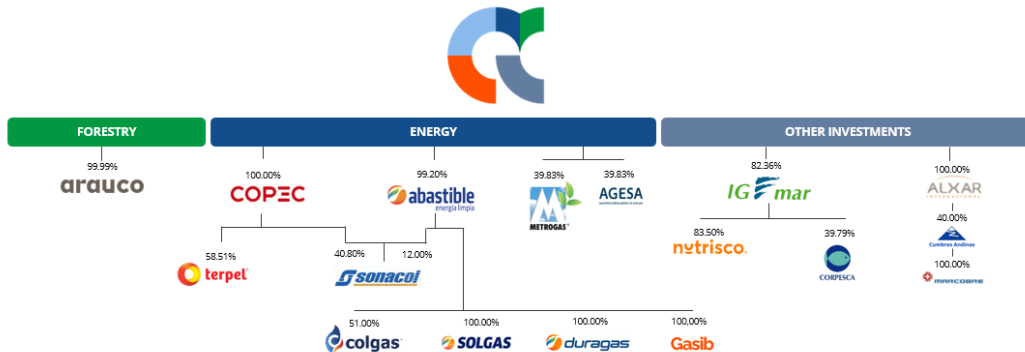 FORESTRY
ENERGY
OTHER INVESTMENTS
99.99%
arauco
100.00%
COPEC
99.20%
abastible
energía limpia
39.83%
METROGAS
39.83%
AGESA
82.36%
IG mar
100.00%
ALXAR
INTERNACIONAL
58.51%
terpel
40.80%
12.00%
sonacol
83.50%
nutrisco
39.79%
CORPESCA
40.00%
Cumbres Andinas
100.00%
MARCOBRE
51.00%
colgas
100.00%
SOLGAS
100.00%
duragas
100,00%
Gasib